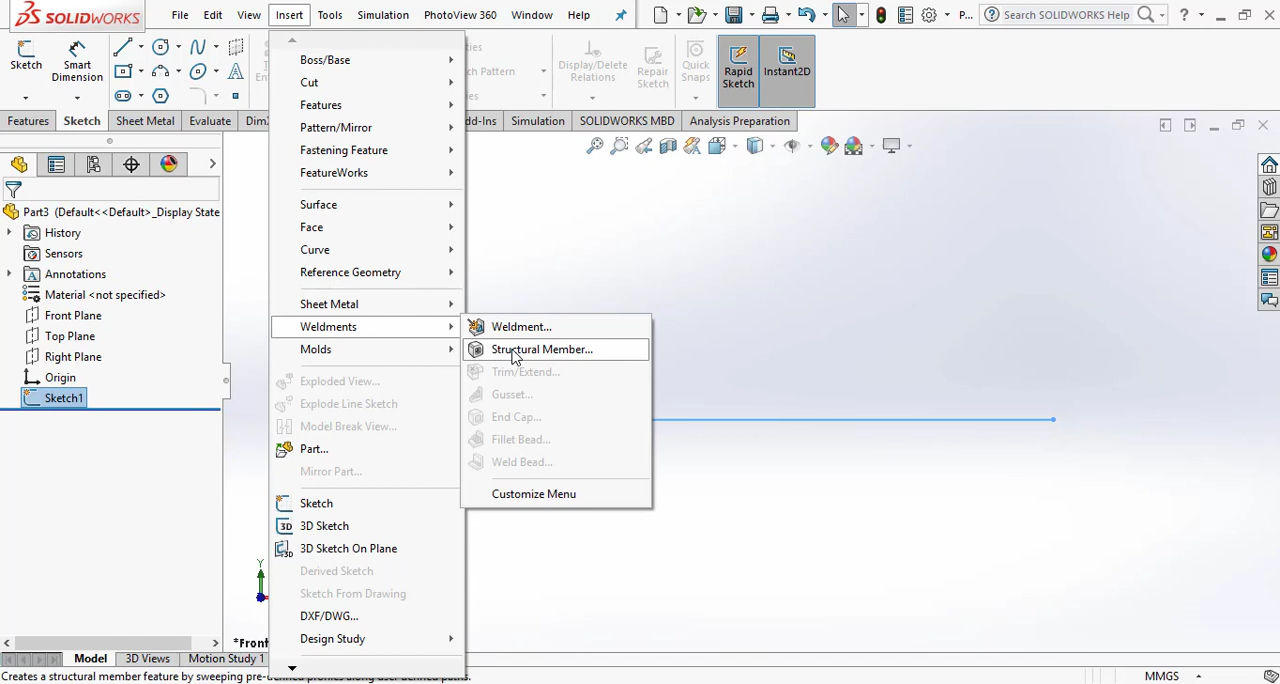 SOLIDWORKS File Edit View Insert Tools Simulation PhotoView 360 Window Help P... Search SOLIDWORKS Help ?
Sketch Smart Dimension
Display/Delete Relations Repair Sketch Quick Snaps Rapid Sketch Instant2D
Features Sketch Sheet Metal Evaluate Simulation SOLIDWORKS MBD Analysis Preparation
Part3 (Default<<Default>_Display State
History
Sensors
Annotations
Material <not specified>
Front Plane
Top Plane
Right Plane
Origin
Sketch1
Boss/Base
Cut
Features
Pattern/Mirror
Fastening Feature
FeatureWorks
Surface
Face
Curve
Reference Geometry
Sheet Metal
Weldments
Molds
Exploded View...
Explode Line Sketch
Model Break View...
Part...
Mirror Part...
Sketch
3D Sketch
3D Sketch On Plane
Derived Sketch
Sketch From Drawing
DXF/DWG...
Design Study
Weldment...
Structural Member...
Trim/Extend...
Gusset...
End Cap...
Fillet Bead...
Weld Bead...
Customize Menu
Y
*Front
Model 3D Views Motion Study 1
Creates a structural member feature by sweeping pre-defined profiles along user-defined paths. MMGS